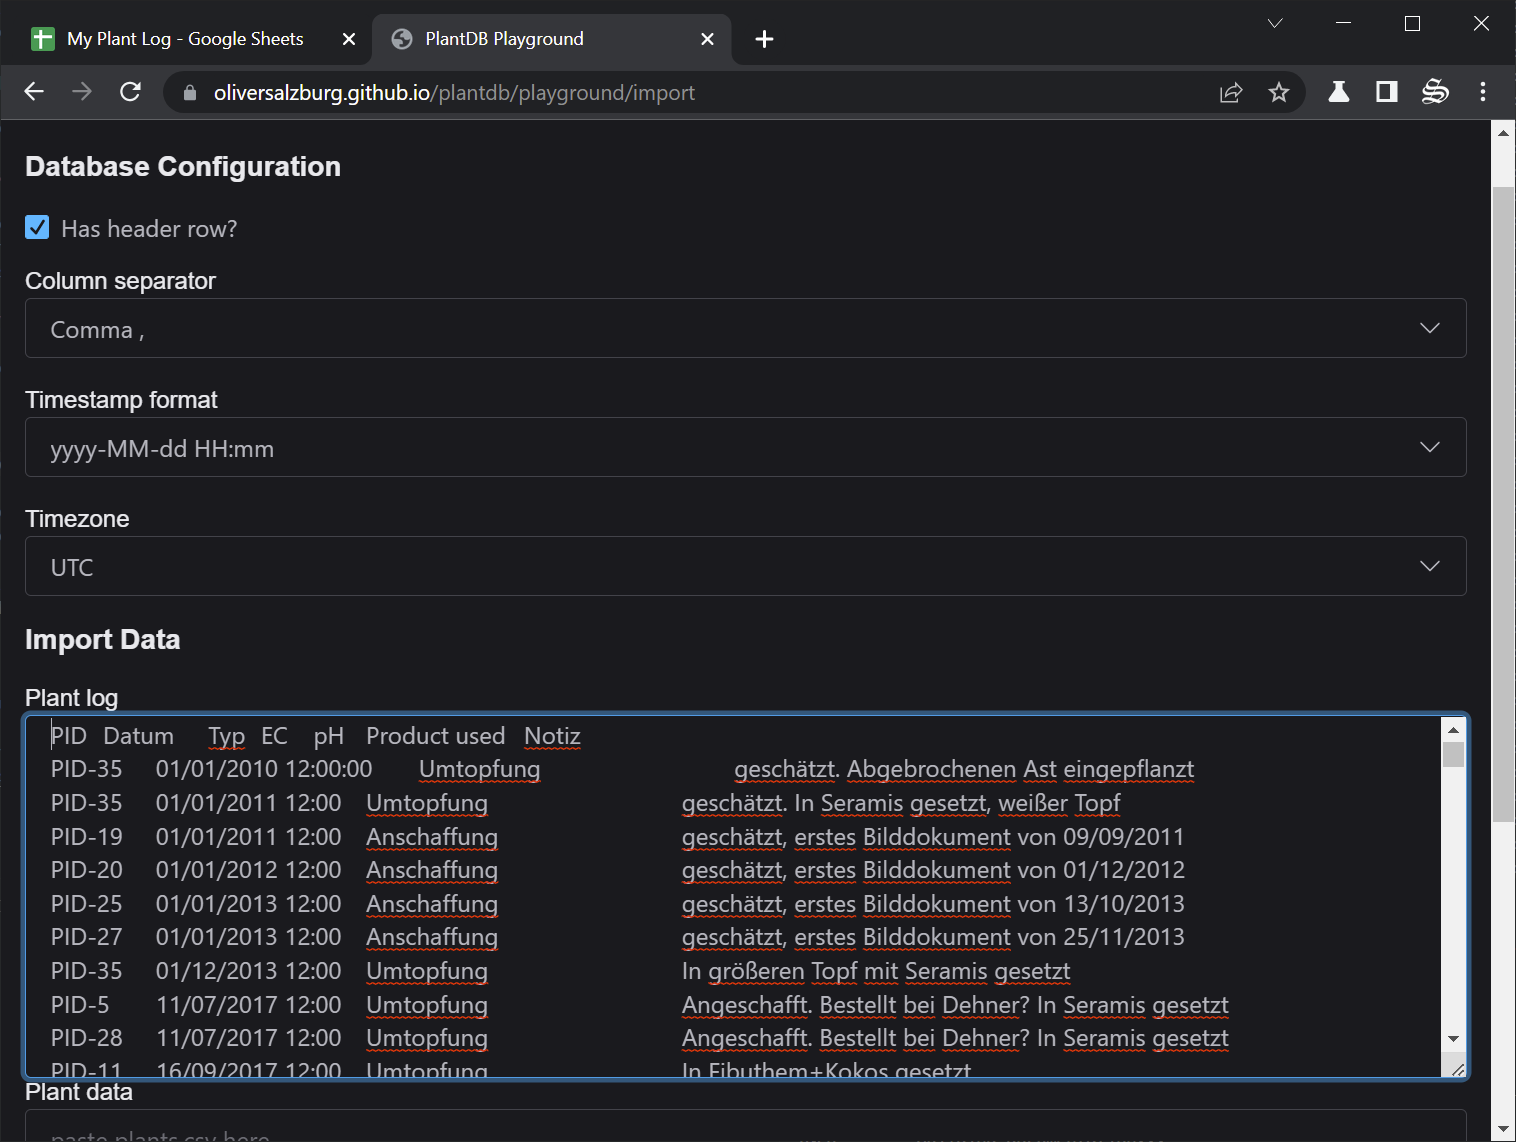 My Plant Log - Google Sheets
PlantDB Playground
oliversalzburg.github.io/plantdb/playground/import
Database Configuration
Has header row?
Column separator
Comma ,
Timestamp format
yyyy-MM-dd HH:mm
Timezone
UTC
Import Data
Plant log
PID Datum Typ EC pH Product used Notiz
PID-35 01/01/2010 12:00:00 Umtopfung geschätzt. Abgebrochenen Ast eingepflanzt
PID-35 01/01/2011 12:00 Umtopfung geschätzt. In Seramis gesetzt, weißer Topf
PID-19 01/01/2011 12:00 Anschaffung geschätzt, erstes Bilddokument von 09/09/2011
PID-20 01/01/2012 12:00 Anschaffung geschätzt, erstes Bilddokument von 01/12/2012
PID-25 01/01/2013 12:00 Anschaffung geschätzt, erstes Bilddokument von 13/10/2013
PID-27 01/01/2013 12:00 Anschaffung geschätzt, erstes Bilddokument von 25/11/2013
PID-35 01/12/2013 12:00 Umtopfung In größeren Topf mit Seramis gesetzt
PID-5 11/07/2017 12:00 Umtopfung Angeschafft. Bestellt bei Dehner? In Seramis gesetzt
PID-28 11/07/2017 12:00 Umtopfung Angeschafft. Bestellt bei Dehner? In Seramis gesetzt
PID-11 16/09/2017 12:00 Umtopfung In Fibuthem+Kokos gesetzt
Plant data
paste plants.csv here